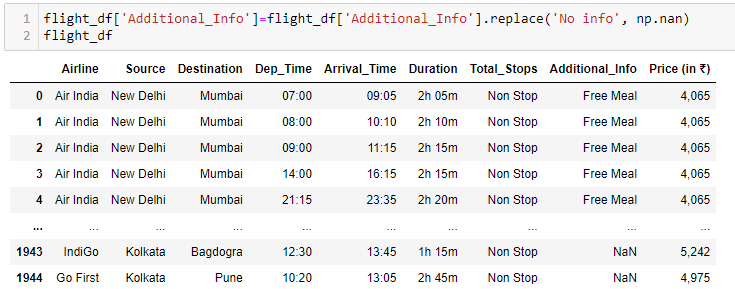 1 flight_df['Additional_Info']=flight_df['Additional_Info'].replace('No info', np.nan)
2 flight_df
Airline Source Destination Dep_Time Arrival_Time Duration Total_Stops Additional_Info Price (in ₹)
0 Air India New Delhi Mumbai 07:00 09:05 2h 05m Non Stop Free Meal 4,065
1 Air India New Delhi Mumbai 08:00 10:10 2h 10m Non Stop Free Meal 4,065
2 Air India New Delhi Mumbai 09:00 11:15 2h 15m Non Stop Free Meal 4,065
3 Air India New Delhi Mumbai 14:00 16:15 2h 15m Non Stop Free Meal 4,065
4 Air India New Delhi Mumbai 21:15 23:35 2h 20m Non Stop Free Meal 4,065
... ... ... ... ... ... ... ... ... ...
1943 IndiGo Kolkata Bagdogra 12:30 13:45 1h 15m Non Stop NaN 5,242
1944 Go First Kolkata Pune 10:20 13:05 2h 45m Non Stop NaN 4,975